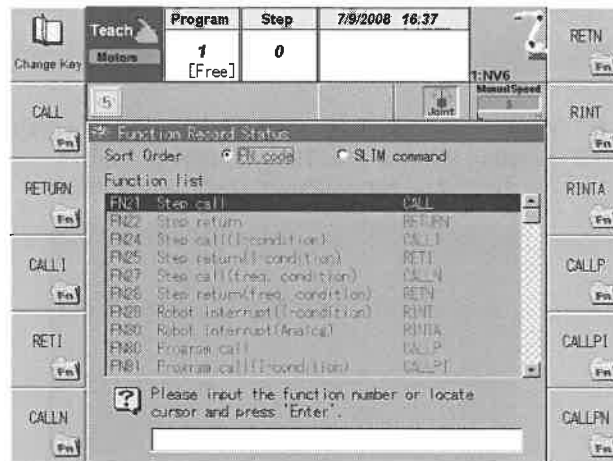 Change Key
Teach
Motors
Program
1
[Free]
Step
0
7/9/2008 16:37
1:NV6
Manual Speed
5
Joint
5
RETN
Fn
CALL
Fn
RINT
Fn
RETURN
Fn
RINTA
Fn
CALLI
Fn
CALLP
Fn
RETI
Fn
CALLPI
Fn
CALLN
Fn
CALLPN
Fn
Function Record Status
Sort Order FN code SLIM command
Function list
FN21 Step call CALL
FN22 Step return RETURN
FN24 Step call(I-condition) CALLI
FN25 Step return(I-condition) RETI
FN27 Step call(freq. condition) CALLN
FN28 Step return(freq. condition) RETN
FN29 Robot interrupt(I-condition) RINT
FN30 Robot interrupt(Analog) RINTA
FN80 Program call CALLP
FN81 Program call(I-condition) CALLPI
Please input the function number or locate
cursor and press 'Enter'.